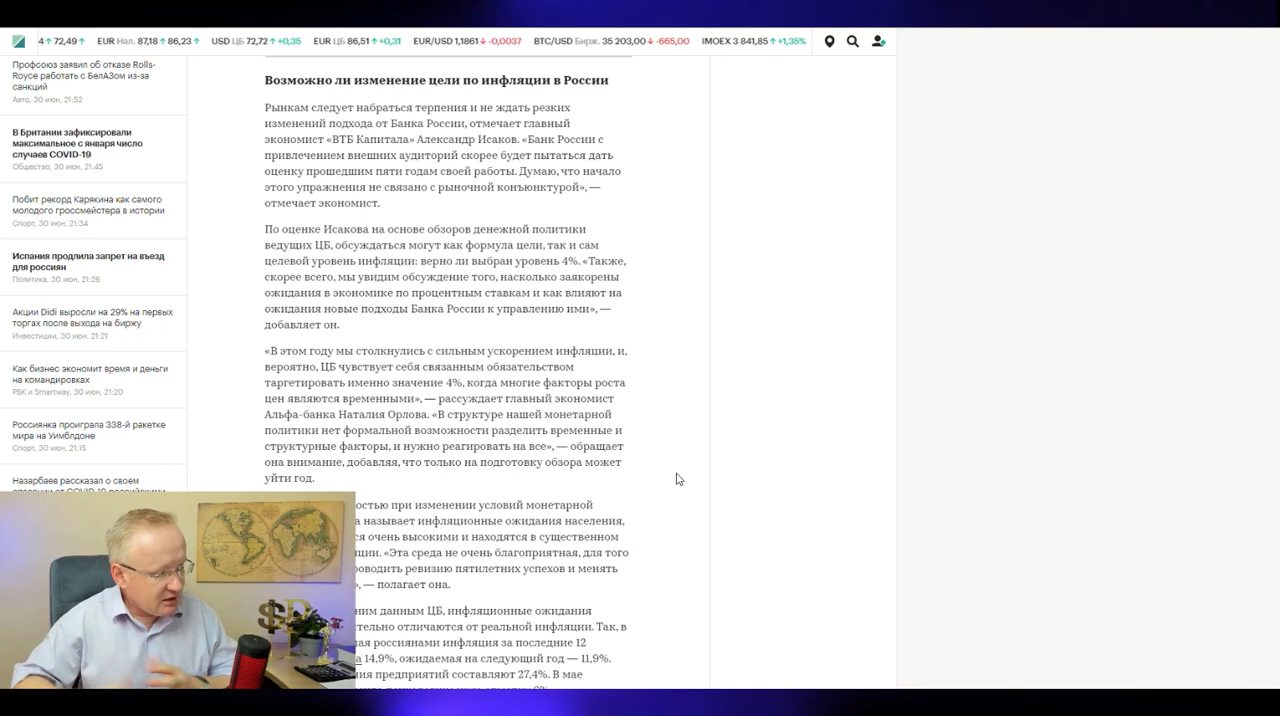 4 ↑ 72,49 ↑ EUR Нал. 87,18 ↑ 86,23 ↑ USD ЦБ 72,72 ↑ +0,35 EUR ЦБ 86,51 ↑ +0,31 EUR/USD 1,1861 ↓ -0,0037 BTC/USD Бирж. 35 203,00 ↓ -665,00 IMOEX 3 841,85 ↑ +1,35%
Профсоюз заявил об отказе Rolls-
Royce работать с БелАЗом из-за
санкций
Авто, 30 июн, 21:52
В Британии зафиксировали
максимальное с января число
случаев COVID-19
Общество, 30 июн, 21:45
Побит рекорд Карякина как самого
молодого гроссмейстера в истории
Спорт, 30 июн, 21:34
Испания продлила запрет на въезд
для россиян
Политика, 30 июн, 21:26
Акции Didi выросли на 29% на первых
торгах после выхода на биржу
Инвестиции, 30 июн, 21:21
Как бизнес экономит время и деньги
на командировках
РБК и Smartway, 30 июн, 21:20
Россиянка проиграла 338-й ракетке
мира на Уимблдоне
Спорт, 30 июн, 21:15
Назарбаев рассказал о своем
Возможно ли изменение цели по инфляции в России
Рынкам следует набраться терпения и не ждать резких
изменений подхода от Банка России, отмечает главный
экономист «ВТБ Капитала» Александр Исаков. «Банк России с
привлечением внешних аудиторий скорее будет пытаться дать
оценку прошедшим пяти годам своей работы. Думаю, что начало
этого упражнения не связано с рыночной конъюнктурой», —
отмечает экономист.
По оценке Исакова на основе обзоров денежной политики
ведущих ЦБ, обсуждаться могут как формула цели, так и сам
целевой уровень инфляции: верно ли выбран уровень 4%. «Также,
скорее всего, мы увидим обсуждение того, насколько заякорены
ожидания в экономике по процентным ставкам и как влияют на
ожидания новые подходы Банка России к управлению ими», —
добавляет он.
«В этом году мы столкнулись с сильным ускорением инфляции, и,
вероятно, ЦБ чувствует себя связанным обязательством
таргетировать именно значение 4%, когда многие факторы роста
цен являются временными», — рассуждает главный экономист
Альфа-банка Наталия Орлова. «В структуре нашей монетарной
политики нет формальной возможности разделить временные и
структурные факторы, и нужно реагировать на все», — обращает
она внимание, добавляя, что только на подготовку обзора может
уйти год.
остью при изменении условий монетарной
а называет инфляционные ожидания населения,
ся очень высокими и находятся в существенном
ции. «Эта среда не очень благоприятная, для того
роводить ревизию пятилетних успехов и менять
», — полагает она.
ним данным ЦБ, инфляционные ожидания
тельно отличаются от реальной инфляции. Так, в
мая россиянами инфляция за последние 12
а 14,9%, ожидаемая на следующий год — 11,9%.
ия предприятий составляют 27,4%. В мае